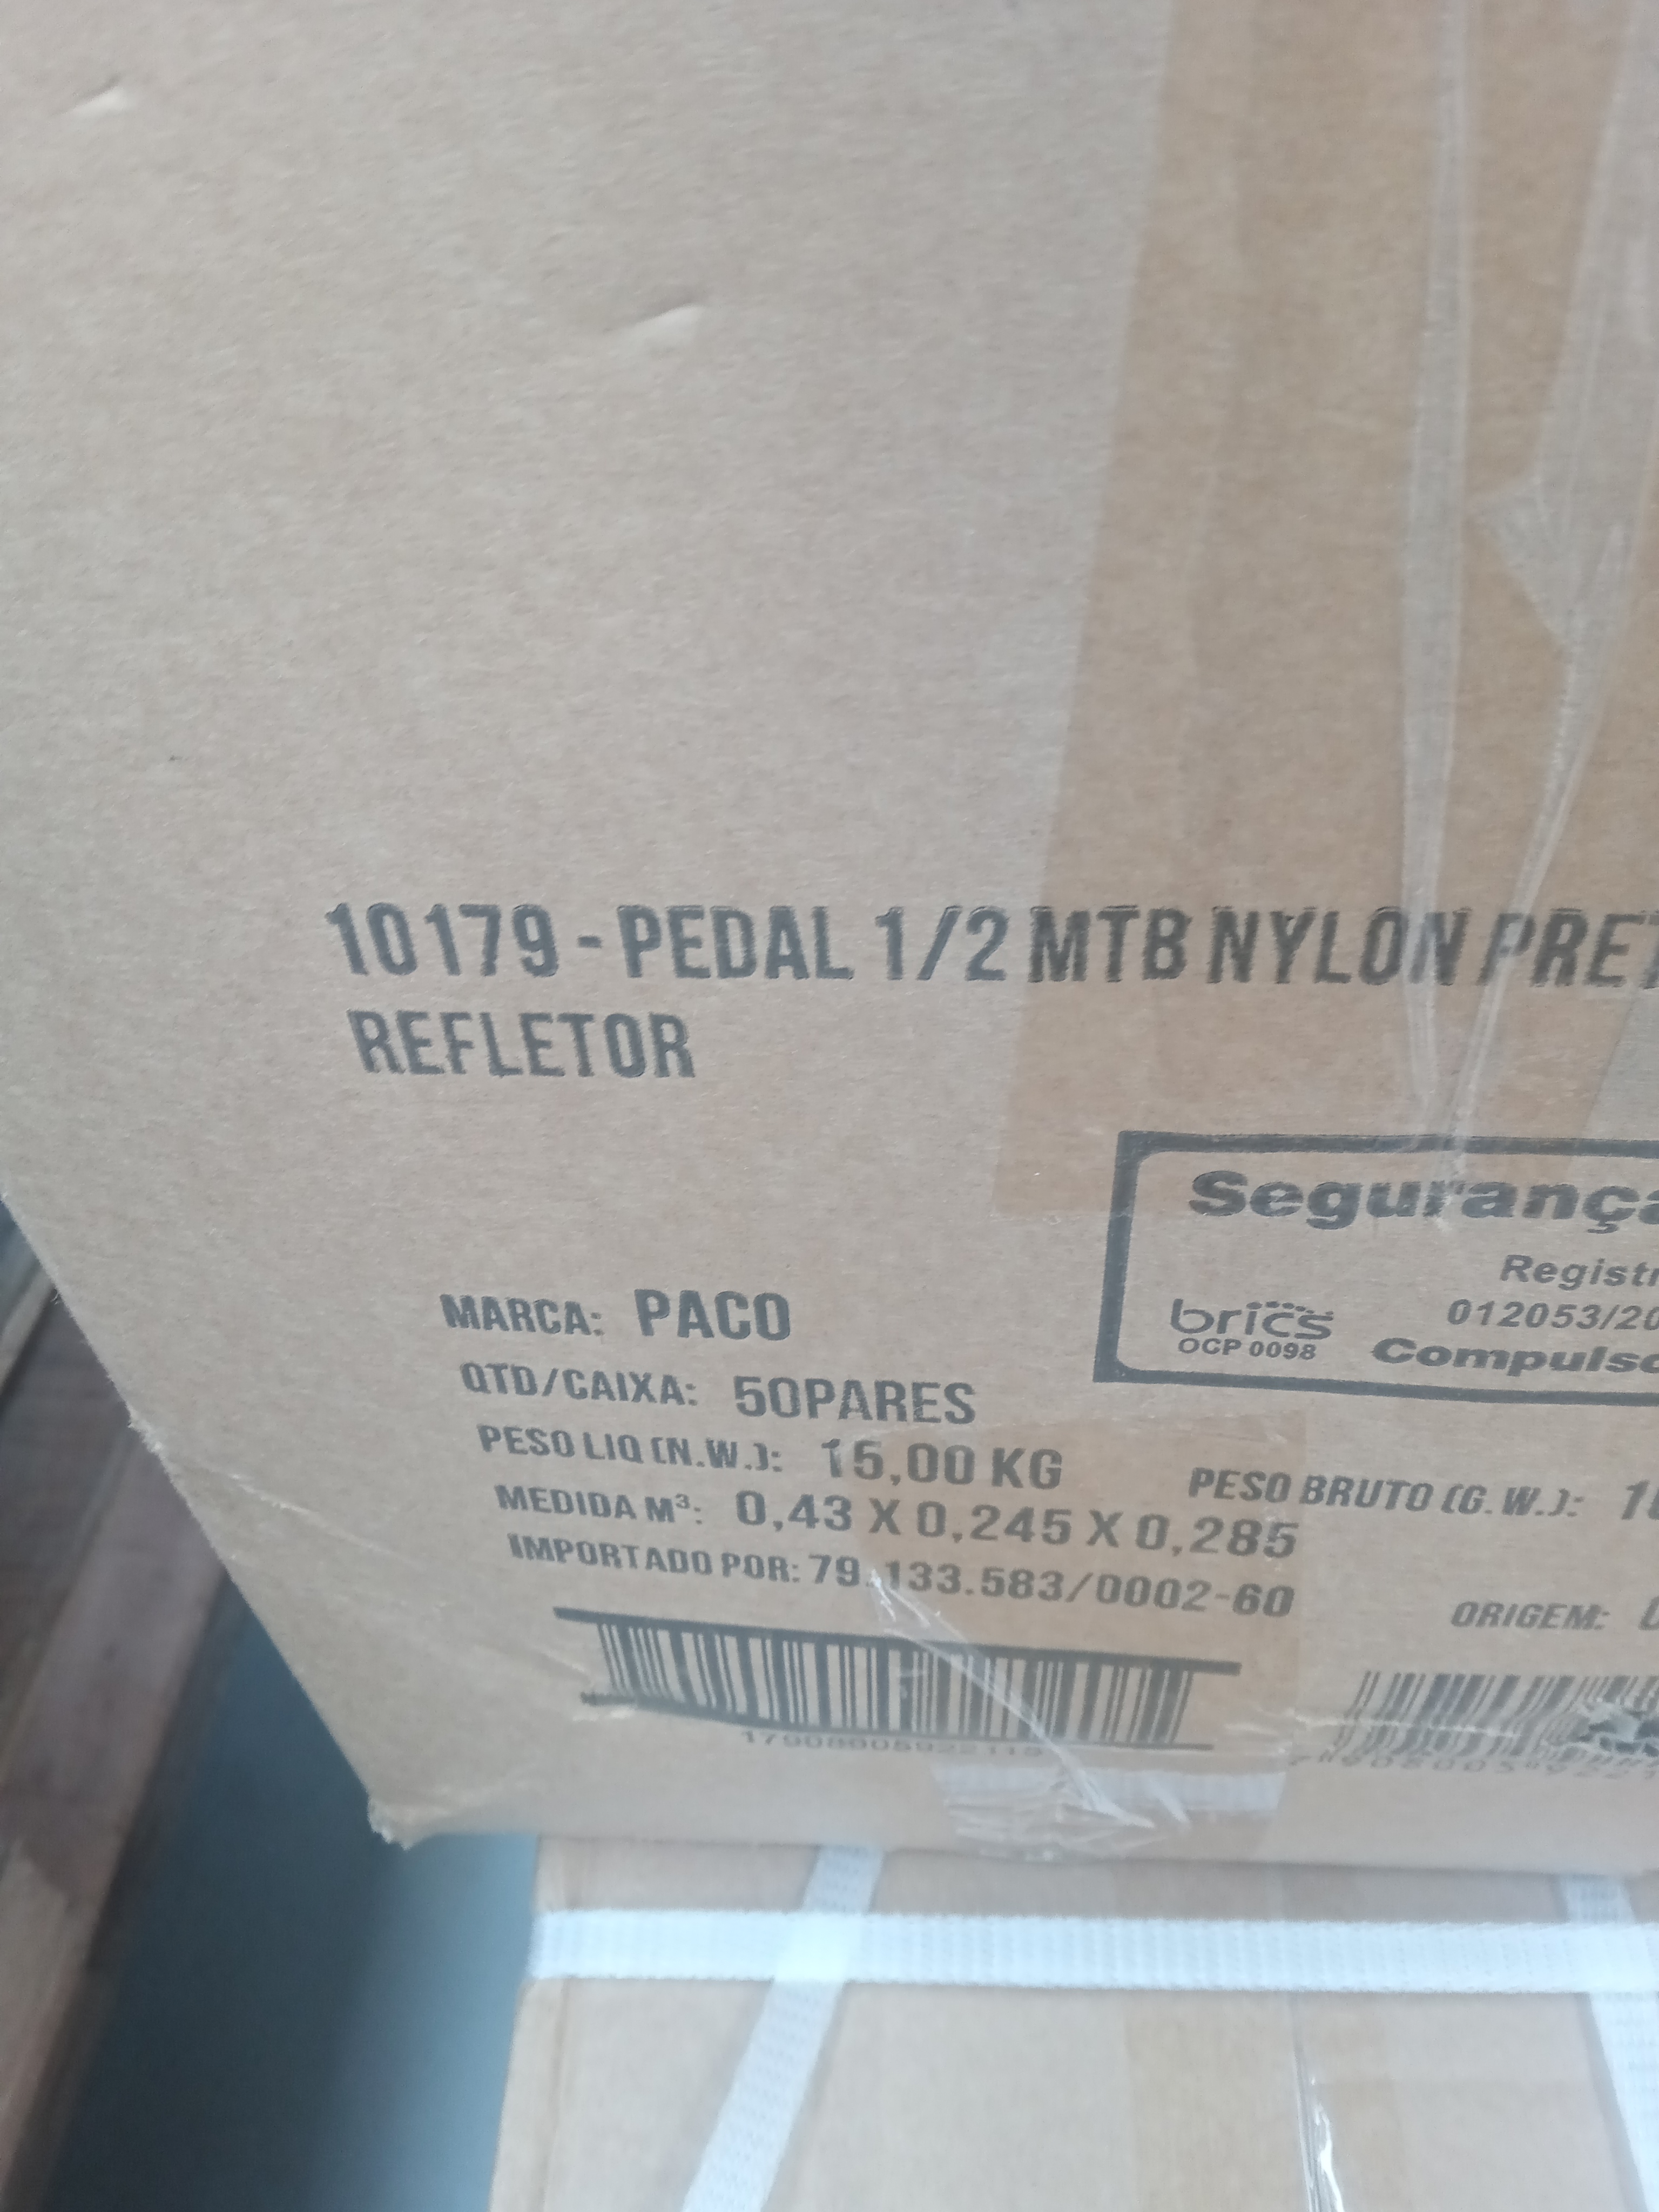 10179 - PEDAL 1/2 MTB NYLON PRET
REFLETOR
Segurança
Registr
012053/20
brics
OCP 0098
Compulso
MARCA: PACO
QTD/CAIXA: 50PARES
PESO LIQ (N.W.): 15,00 KG
PESO BRUTO (G.W.):
MEDIDA M³: 0,43 X 0,245 X 0,285
IMPORTADO POR: 79.133.583/0002-60
ORIGEM: